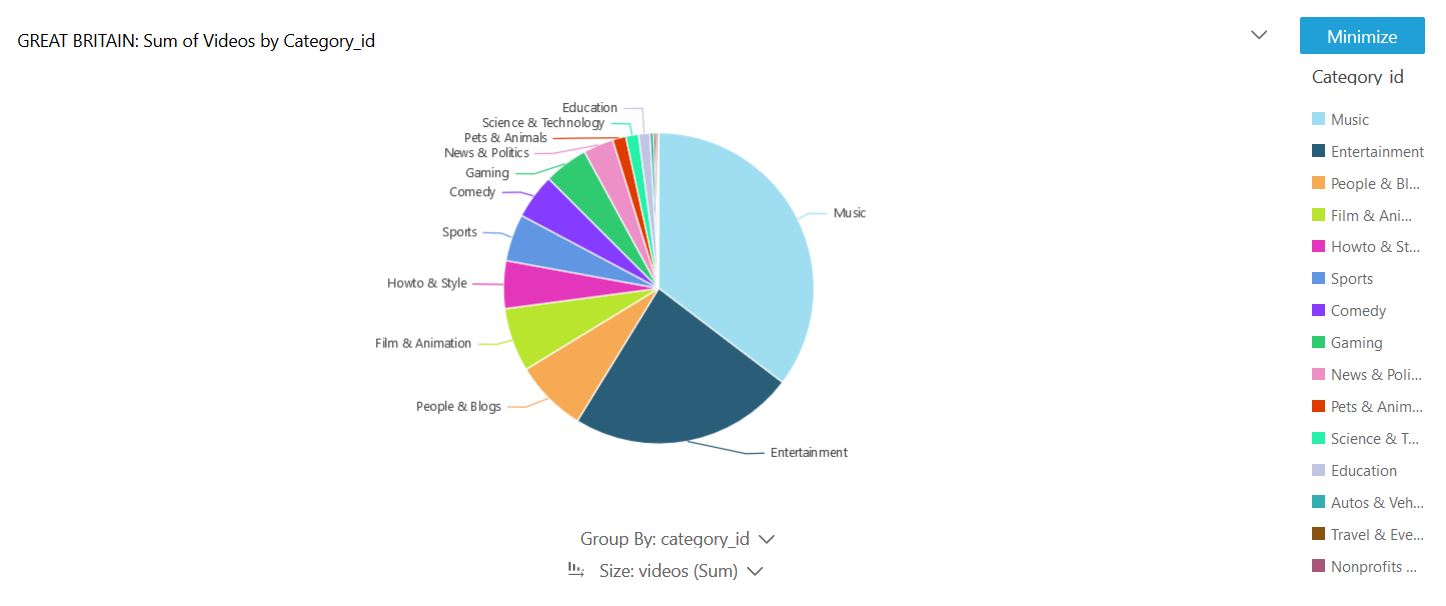 GREAT BRITAIN: Sum of Videos by Category_id
Minimize
Category_id
Education
Science & Technology
Pets & Animals
News & Politics
Gaming
Comedy
Sports
Howto & Style
Film & Animation
People & Blogs
Music
Entertainment
Music
Entertainment
People & Bl...
Film & Ani...
Howto & St...
Sports
Comedy
Gaming
News & Poli...
Pets & Anim...
Science & T...
Education
Autos & Veh...
Travel & Eve...
Nonprofits ...
Group By: category_id
Size: videos (Sum)